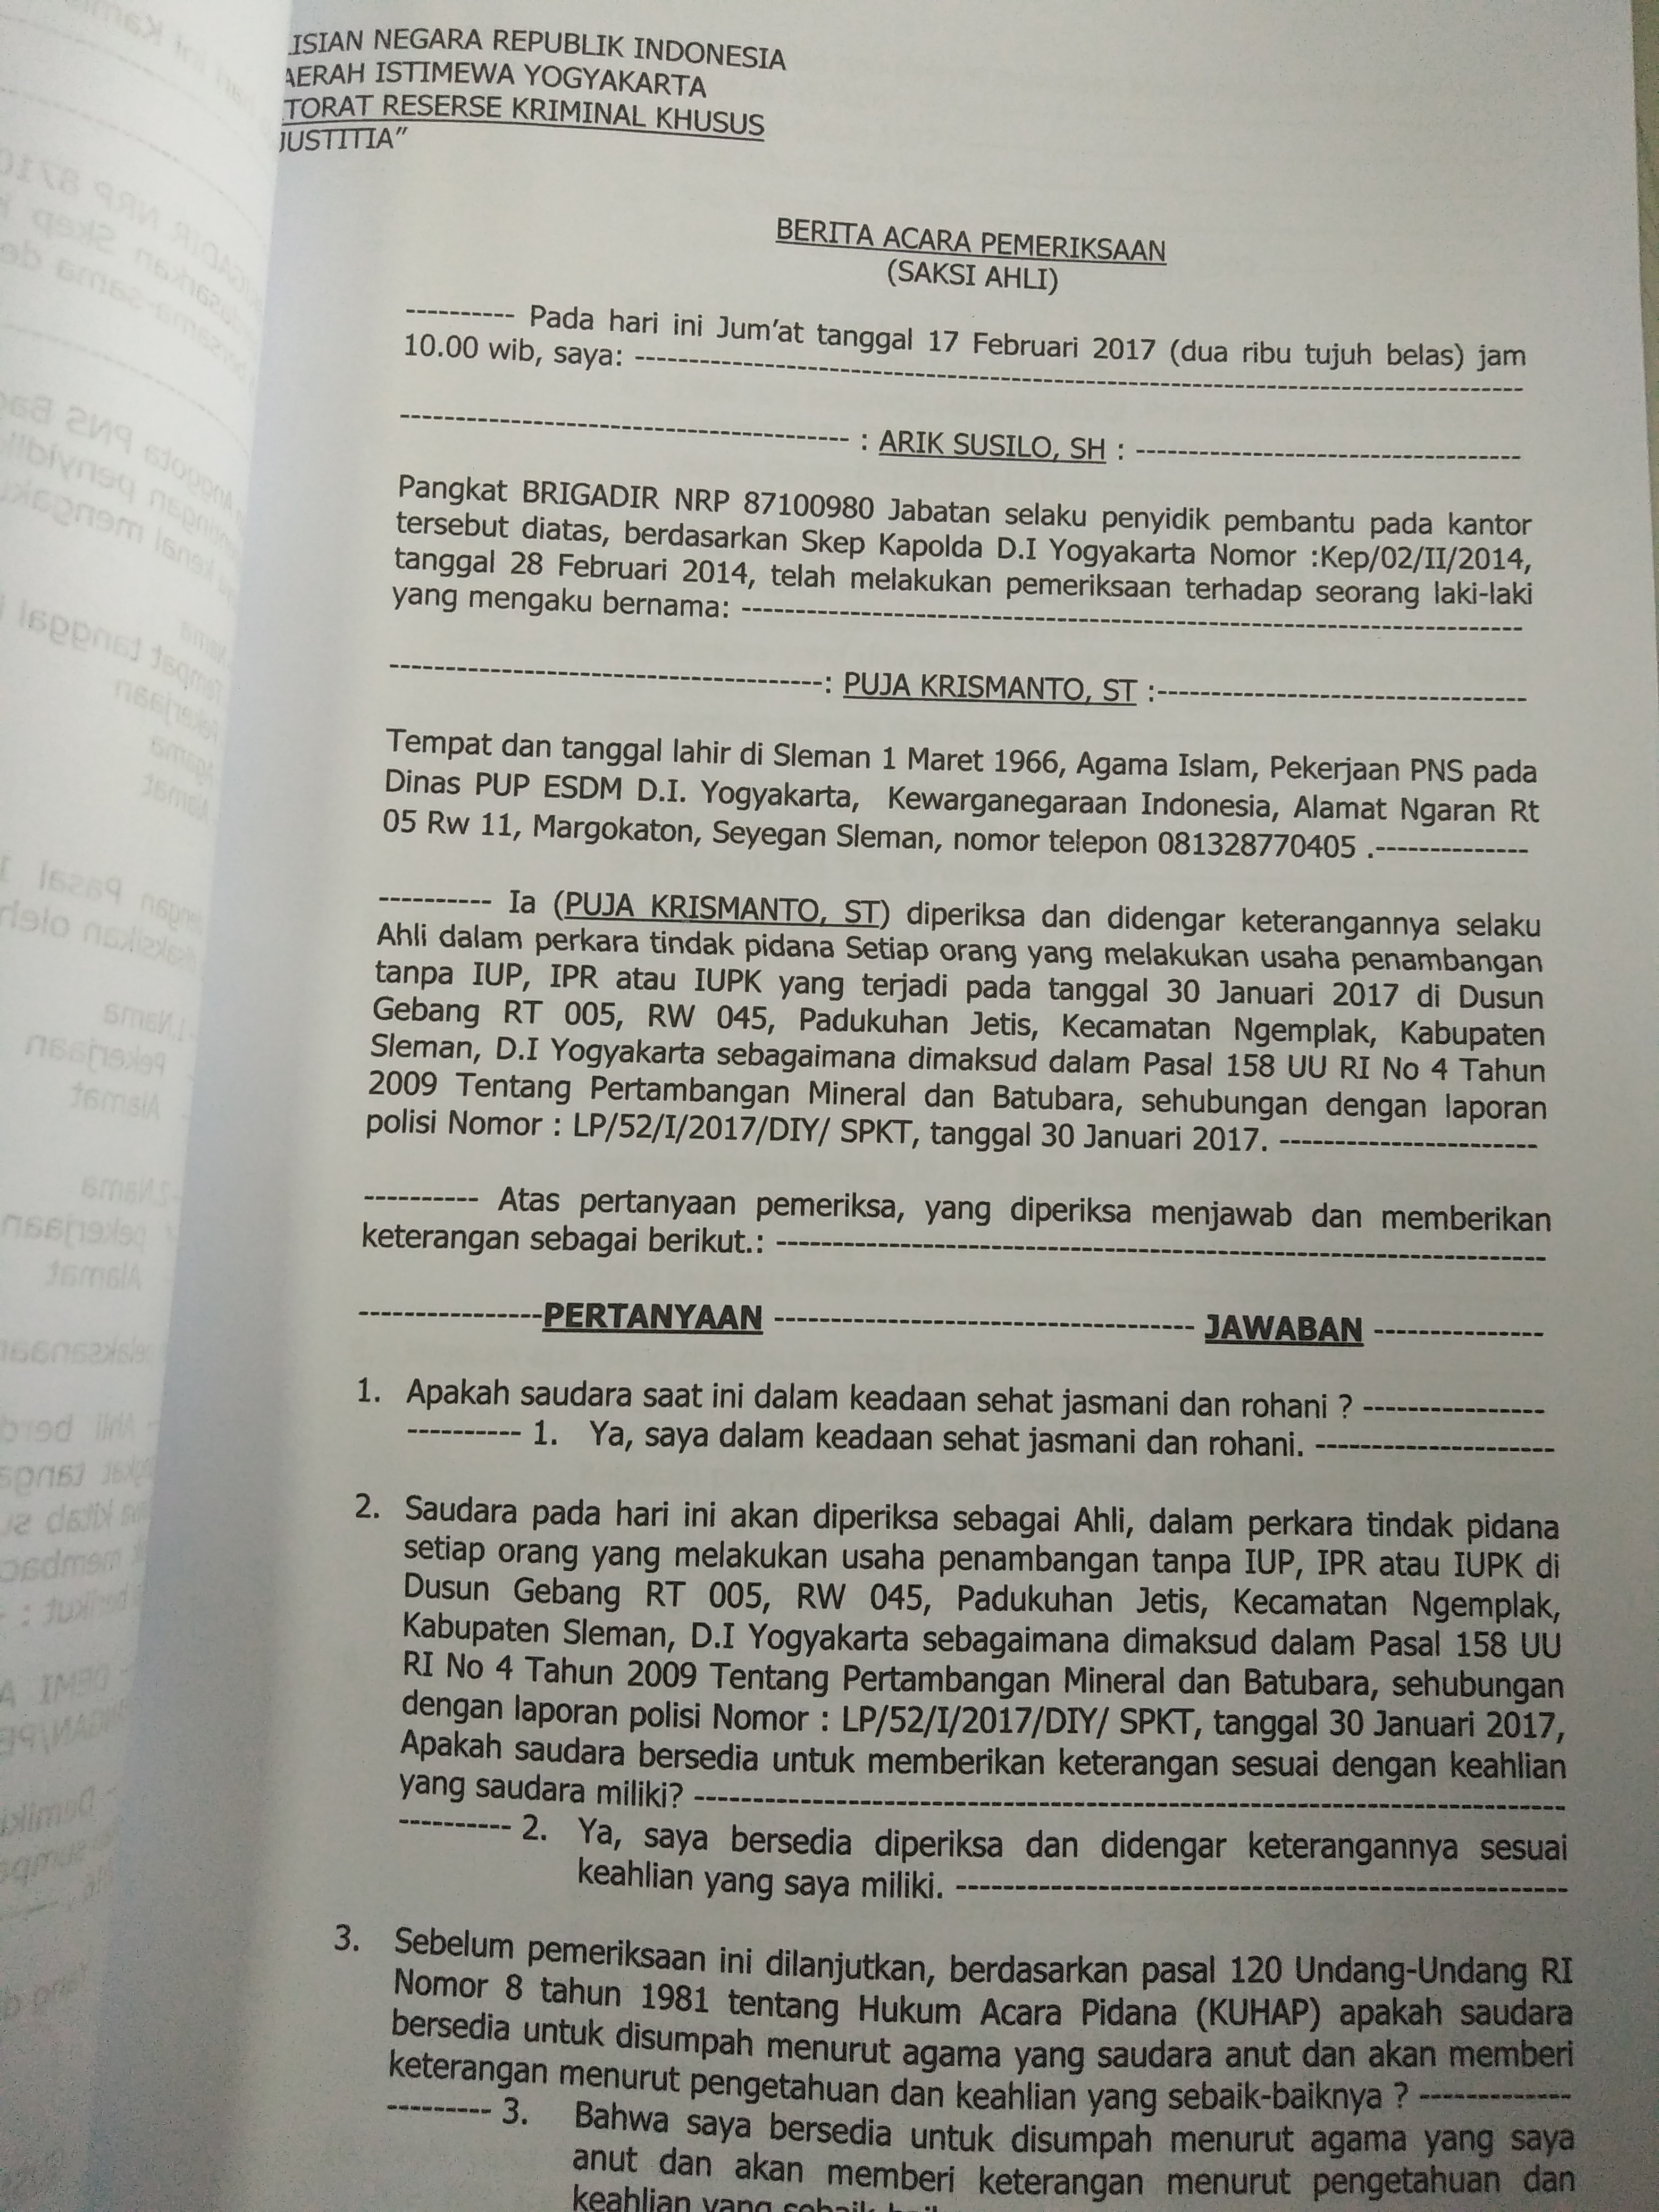 LISIAN NEGARA REPUBLIK INDONESIA
AERAH ISTIMEWA YOGYAKARTA
TORAT RESERSE KRIMINAL KHUSUS
JUSTITIA”
BERITA ACARA PEMERIKSAAN
(SAKSI AHLI)
---------- Pada hari ini Jum’at tanggal 17 Februari 2017 (dua ribu tujuh belas) jam
10.00 wib, saya: ----------
---------- : ARIK SUSILO, SH : ----------
Pangkat BRIGADIR NRP 87100980 Jabatan selaku penyidik pembantu pada kantor
tersebut diatas, berdasarkan Skep Kapolda D.I Yogyakarta Nomor :Kep/02/II/2014,
tanggal 28 Februari 2014, telah melakukan pemeriksaan terhadap seorang laki-laki
yang mengaku bernama: ----------
----------: PUJA KRISMANTO, ST :----------
Tempat dan tanggal lahir di Sleman 1 Maret 1966, Agama Islam, Pekerjaan PNS pada
Dinas PUP ESDM D.I. Yogyakarta, Kewarganegaraan Indonesia, Alamat Ngaran Rt
05 Rw 11, Margokaton, Seyegan Sleman, nomor telepon 081328770405 .----------
---------- Ia (PUJA KRISMANTO, ST) diperiksa dan didengar keterangannya selaku
Ahli dalam perkara tindak pidana Setiap orang yang melakukan usaha penambangan
tanpa IUP, IPR atau IUPK yang terjadi pada tanggal 30 Januari 2017 di Dusun
Gebang RT 005, RW 045, Padukuhan Jetis, Kecamatan Ngemplak, Kabupaten
Sleman, D.I Yogyakarta sebagaimana dimaksud dalam Pasal 158 UU RI No 4 Tahun
2009 Tentang Pertambangan Mineral dan Batubara, sehubungan dengan laporan
polisi Nomor : LP/52/I/2017/DIY/ SPKT, tanggal 30 Januari 2017. ----------
---------- Atas pertanyaan pemeriksa, yang diperiksa menjawab dan memberikan
keterangan sebagai berikut.: ----------
----------PERTANYAAN ---------- JAWABAN ----------
1. Apakah saudara saat ini dalam keadaan sehat jasmani dan rohani ? ----------
---------- 1. Ya, saya dalam keadaan sehat jasmani dan rohani. ----------
2. Saudara pada hari ini akan diperiksa sebagai Ahli, dalam perkara tindak pidana
setiap orang yang melakukan usaha penambangan tanpa IUP, IPR atau IUPK di
Dusun Gebang RT 005, RW 045, Padukuhan Jetis, Kecamatan Ngemplak,
Kabupaten Sleman, D.I Yogyakarta sebagaimana dimaksud dalam Pasal 158 UU
RI No 4 Tahun 2009 Tentang Pertambangan Mineral dan Batubara, sehubungan
dengan laporan polisi Nomor : LP/52/I/2017/DIY/ SPKT, tanggal 30 Januari 2017,
Apakah saudara bersedia untuk memberikan keterangan sesuai dengan keahlian
yang saudara miliki? ----------
---------- 2. Ya, saya bersedia diperiksa dan didengar keterangannya sesuai
keahlian yang saya miliki. ----------
3. Sebelum pemeriksaan ini dilanjutkan, berdasarkan pasal 120 Undang-Undang RI
Nomor 8 tahun 1981 tentang Hukum Acara Pidana (KUHAP) apakah saudara
bersedia untuk disumpah menurut agama yang saudara anut dan akan memberi
keterangan menurut pengetahuan dan keahlian yang sebaik-baiknya ? ----------
--------- 3. Bahwa saya bersedia untuk disumpah menurut agama yang saya
anut dan akan memberi keterangan menurut pengetahuan dan
keahlian yang